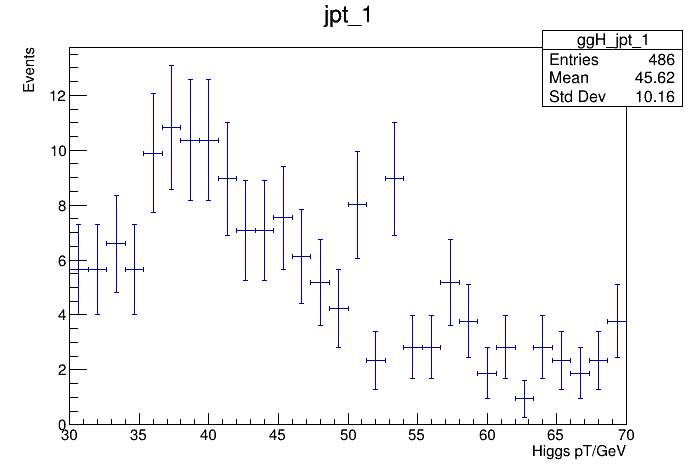 jpt_1
ggH_jpt_1
Entries 486
Mean 45.62
Std Dev 10.16
Events
12
10
8
6
4
2
0
30 35 40 45 50 55 60 65 70
Higgs pT/GeV